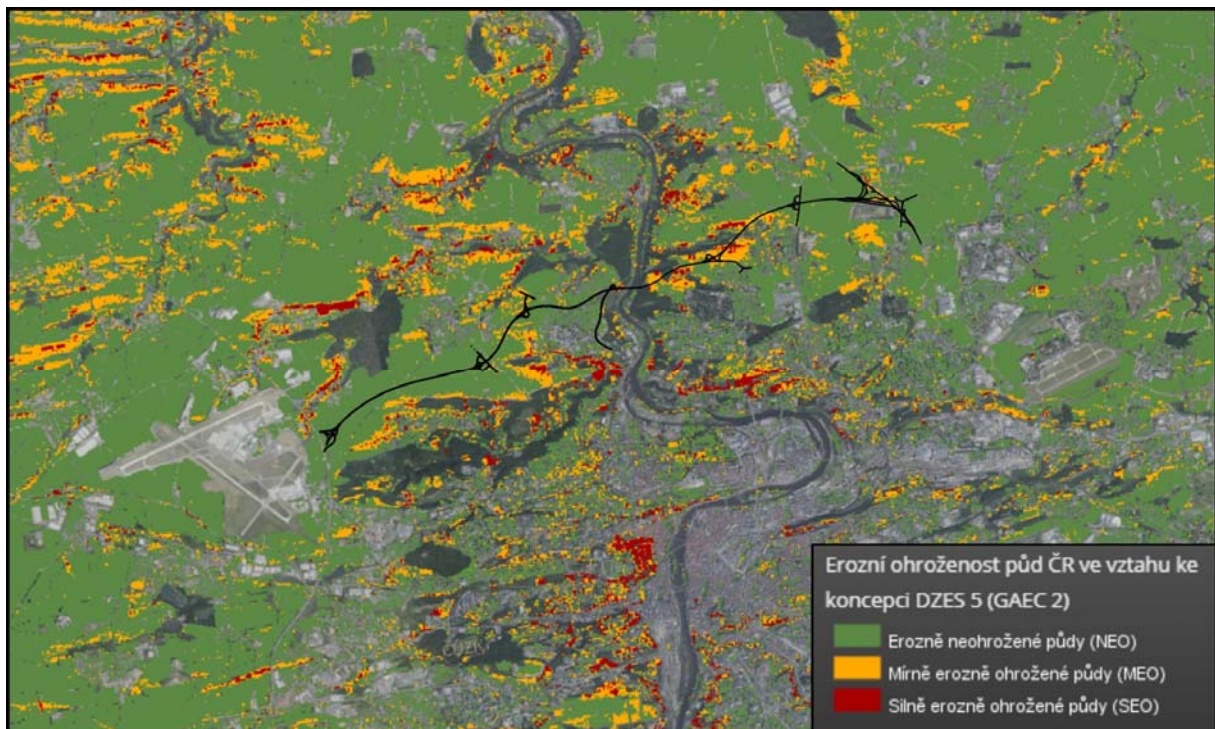 Erozní ohroženost půd ČR ve vztahu ke
koncepci DZES 5 (GAEC 2)
Erozně neohrožené půdy (NEO)
Mírně erozně ohrožené půdy (MEO)
Silně erozně ohrožené půdy (SEO)